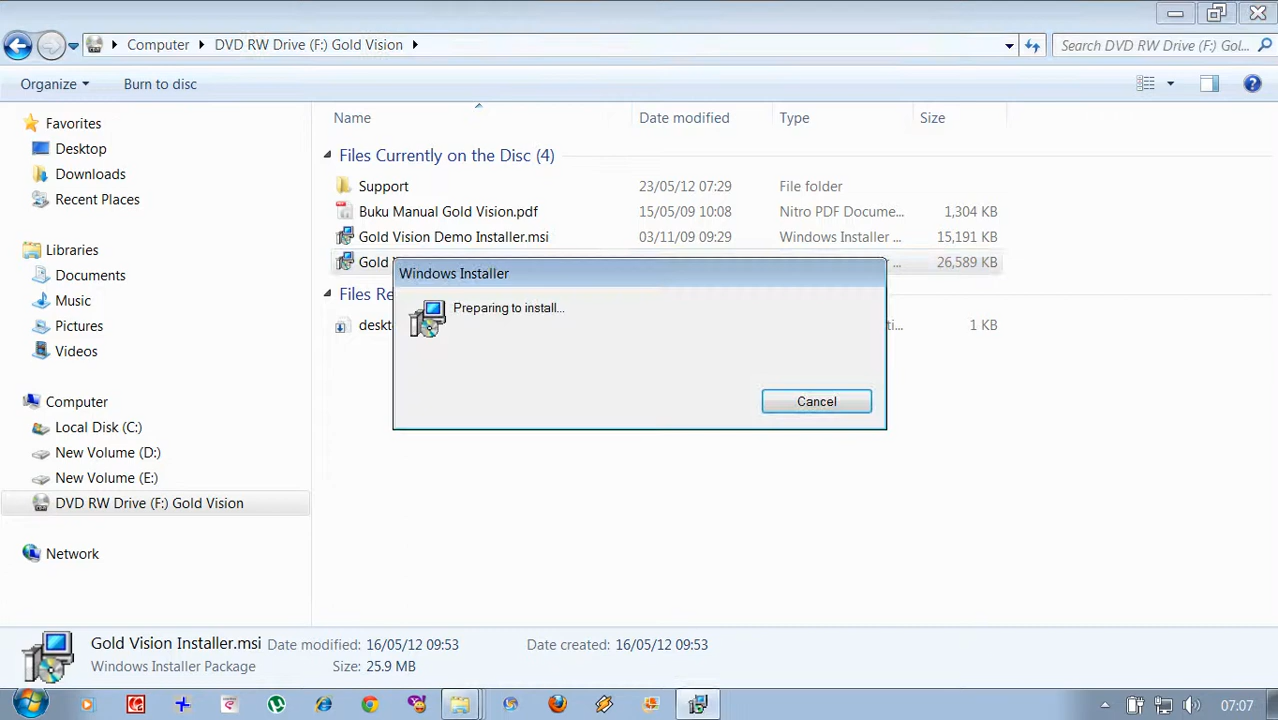 Computer
DVD RW Drive (F:) Gold Vision
Search DVD RW Drive (F:) Gol...
Organize
Burn to disc
Favorites
Desktop
Downloads
Recent Places
Libraries
Documents
Music
Pictures
Videos
Computer
Local Disk (C:)
New Volume (D:)
New Volume (E:)
DVD RW Drive (F:) Gold Vision
Network
Name Date modified Type Size
Files Currently on the Disc (4)
Support 23/05/12 07:29 File folder
Buku Manual Gold Vision.pdf 15/05/09 10:08 Nitro PDF Docume... 1,304 KB
Gold Vision Demo Installer.msi 03/11/09 09:29 Windows Installer ... 15,191 KB
Gold ... 26,589 KB
Files Re
deskt ti... 1 KB
Windows Installer
Preparing to install...
Cancel
Gold Vision Installer.msi Date modified: 16/05/12 09:53 Date created: 16/05/12 09:53
Windows Installer Package Size: 25.9 MB
07:07